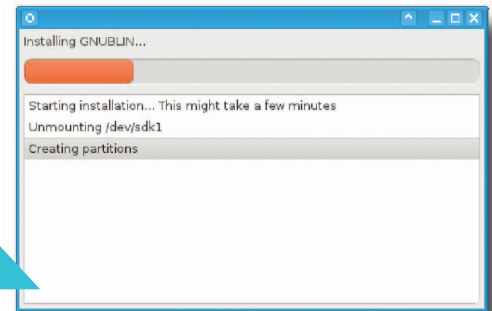 Installing GNUBLIN...
Starting installation... This might take a few minutes
Unmounting /dev/sdk1
Creating partitions